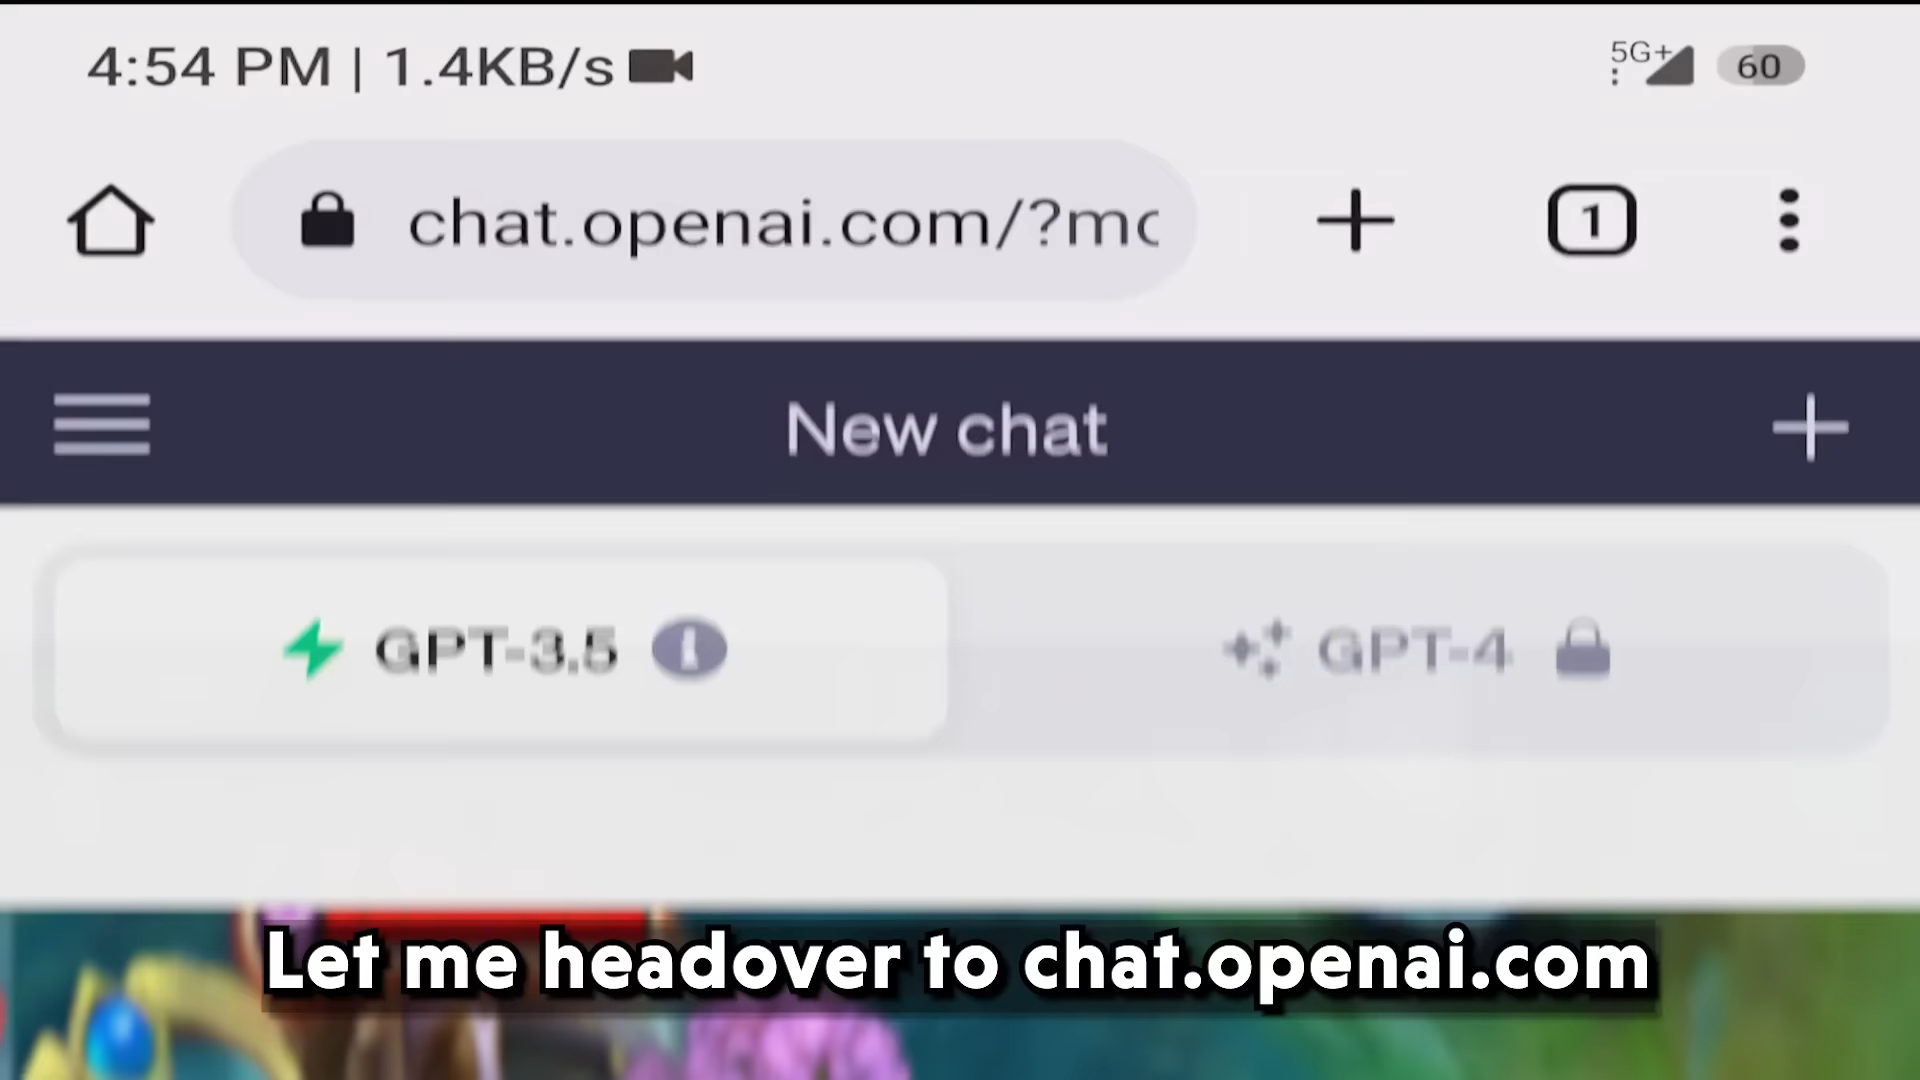 4:54 PM | 1.4KB/s 5G+ 60
chat.openai.com/?mo 1
New chat
GPT-3.5 GPT-4
Let me headover to chat.openai.com